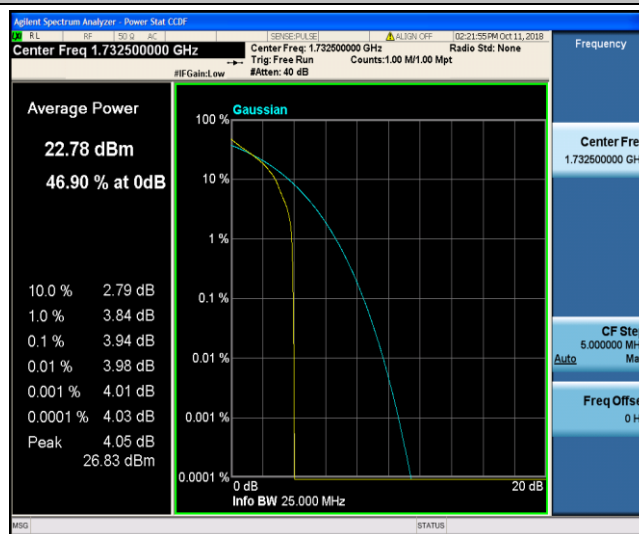 Agilent Spectrum Analyzer - Power Stat CCDF
RL RF 50 Ω AC SENSE:PULSE ALIGN OFF 02:21:55 PM Oct 11, 2018
Center Freq 1.732500000 GHz
Center Freq: 1.732500000 GHz Radio Std: None
Trig: Free Run Counts:1.00 M/1.00 Mpt
#IFGain:Low #Atten: 40 dB
Frequency
Average Power
22.78 dBm
46.90 % at 0dB
10.0 % 2.79 dB
1.0 % 3.84 dB
0.1 % 3.94 dB
0.01 % 3.98 dB
0.001 % 4.01 dB
0.0001 % 4.03 dB
Peak 4.05 dB
26.83 dBm
Gaussian
100 %
10 %
1 %
0.1 %
0.01 %
0.001 %
0.0001 %
0 dB 20 dB
Info BW 25.000 MHz
Center Fre
1.732500000 GH
CF Ste
5.000000 MH
Auto Ma
Freq Offse
0 H
MSG STATUS